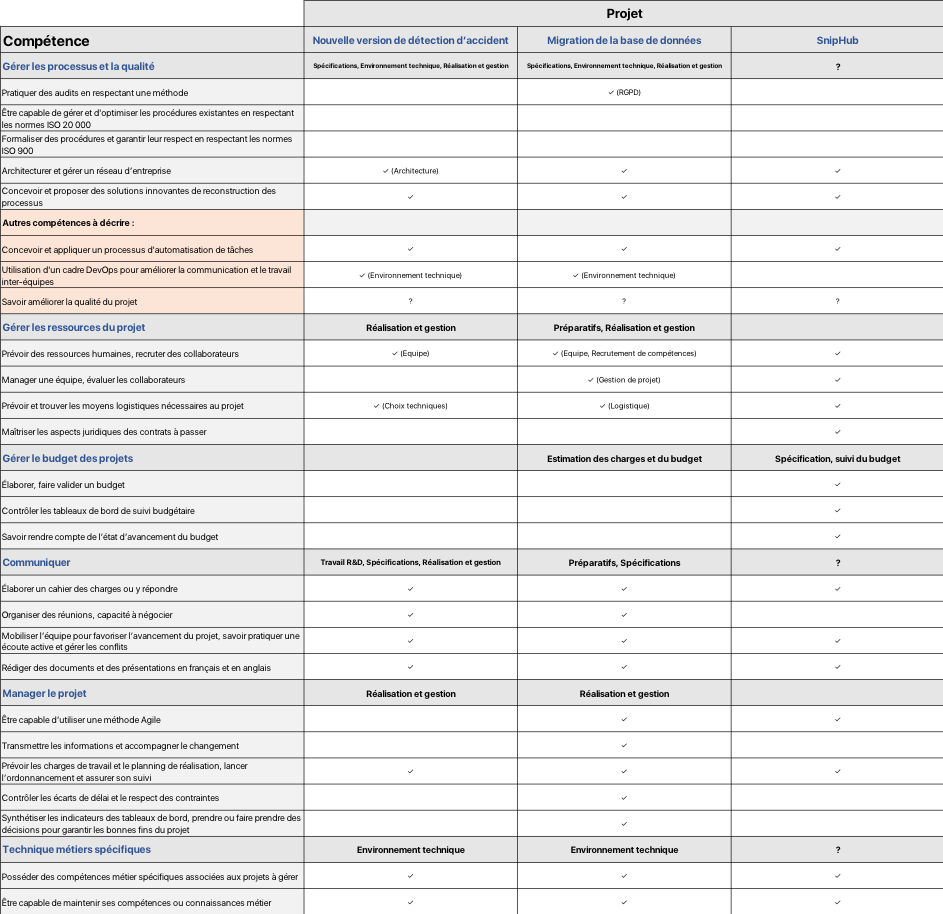 Projet
Compétence
Nouvelle version de détection d’accident
Migration de la base de données
SnipHub
Gérer les processus et la qualité
Spécifications, Environement technique, Réalisation et gestion
Spécifications, Environement technique, Réalisation et gestion
?
Pratiquer des audits en respectant une méthode
✓ (RGPD)
Être capable de gérer et d’optimiser les procédures existantes en respectant
les normes ISO 20 000
Formaliser des procédures et garantir leur respect en respectant les normes
ISO 900
Architecturer et gérer un réseau d’entreprise
✓ (Architecture)
✓
✓
Concevoir et proposer des solutions innovantes de reconstruction des
processus
✓
✓
✓
Autres compétences à décrire :
Concevoir et appliquer un processus d’automatisation de tâches
✓
✓
✓
Utilisation d’un cadre DevOps pour améliorer la communication et le travail
inter-équipes
✓ (Environement technique)
✓ (Environement technique)
Savoir améliorer la qualité du projet
?
?
?
Gérer les ressources du projet
Réalisation et gestion
Préparatifs, Réalisation et gestion
Prévoir des ressources humaines, recruter des collaborateurs
✓ (Equipe)
✓ (Equipe, Recrutement de compétences)
✓
Manager une équipe, évaluer les collaborateurs
✓ (Gestion de projet)
✓
Prévoir et trouver les moyens logistiques nécessaires au projet
✓ (Choix techniques)
✓ (Logistique)
✓
Maîtriser les aspects juridiques des contrats à passer
✓
Gérer le budget des projets
Estimation des charges et du budget
Spécification, suivi du budget
Élaborer, faire valider un budget
✓
Contrôler les tableaux de bord de suivi budgétaire
✓
Savoir rendre compte de l’état d’avancement du budget
✓
Communiquer
Travail R&D, Spécifications, Réalisation et gestion
Préparatifs, Spécifications
?
Élaborer un cahier des charges ou y répondre
✓
✓
✓
Organiser des réunions, capacité à négocier
✓
✓
Mobiliser l’équipe pour favoriser l’avancement du projet, savoir pratiquer une
écoute active et gérer les conflits
✓
✓
✓
Rédiger des documents et des présentations en français et en anglais
✓
✓
✓
Manager le projet
Réalisation et gestion
Réalisation et gestion
Être capable d’utiliser une méthode Agile
✓
✓
Transmettre les informations et accompagner le changement
✓
Prévoir les charges de travail et le planning de réalisation, lancer
l’ordonnancement et assurer son suivi
✓
✓
✓
Contrôler les écarts de délai et le respect des contraintes
✓
Synthétiser les indicateurs des tableaux de bord, prendre ou faire prendre des
décisions pour garantir les bonnes fins du projet
✓
Technique métiers spécifiques
Environement technique
Environement technique
?
Posséder des compétences métier spécifiques associées aux projets à gérer
✓
✓
✓
Être capable de maintenir ses compétences ou connaissances métier
✓
✓
✓